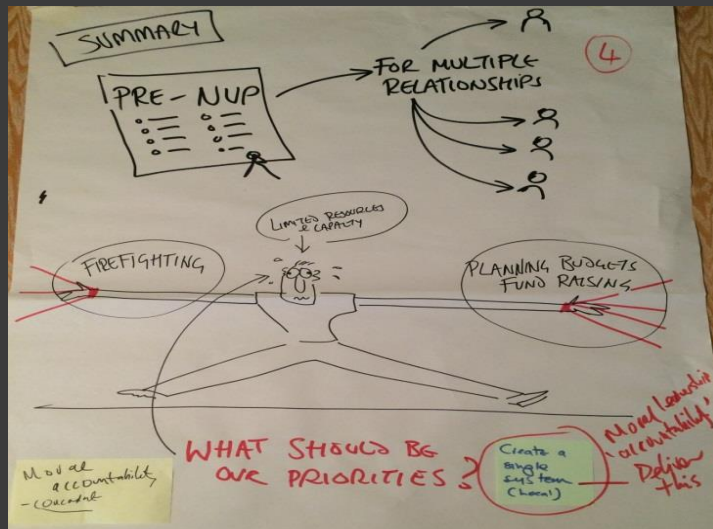 SUMMARY
4
PRE-NUP
FOR MULTIPLE
RELATIONSHIPS
LIMITED RESOURCES
& CAPACITY
FIREFIGHTING
PLANNING BUDGETS
FUND RAISING
WHAT SHOULD BE
OUR PRIORITIES?
Create a
single
system
(local)
Moral leadership
'accountability'
Deliver
this
Moral
accountability